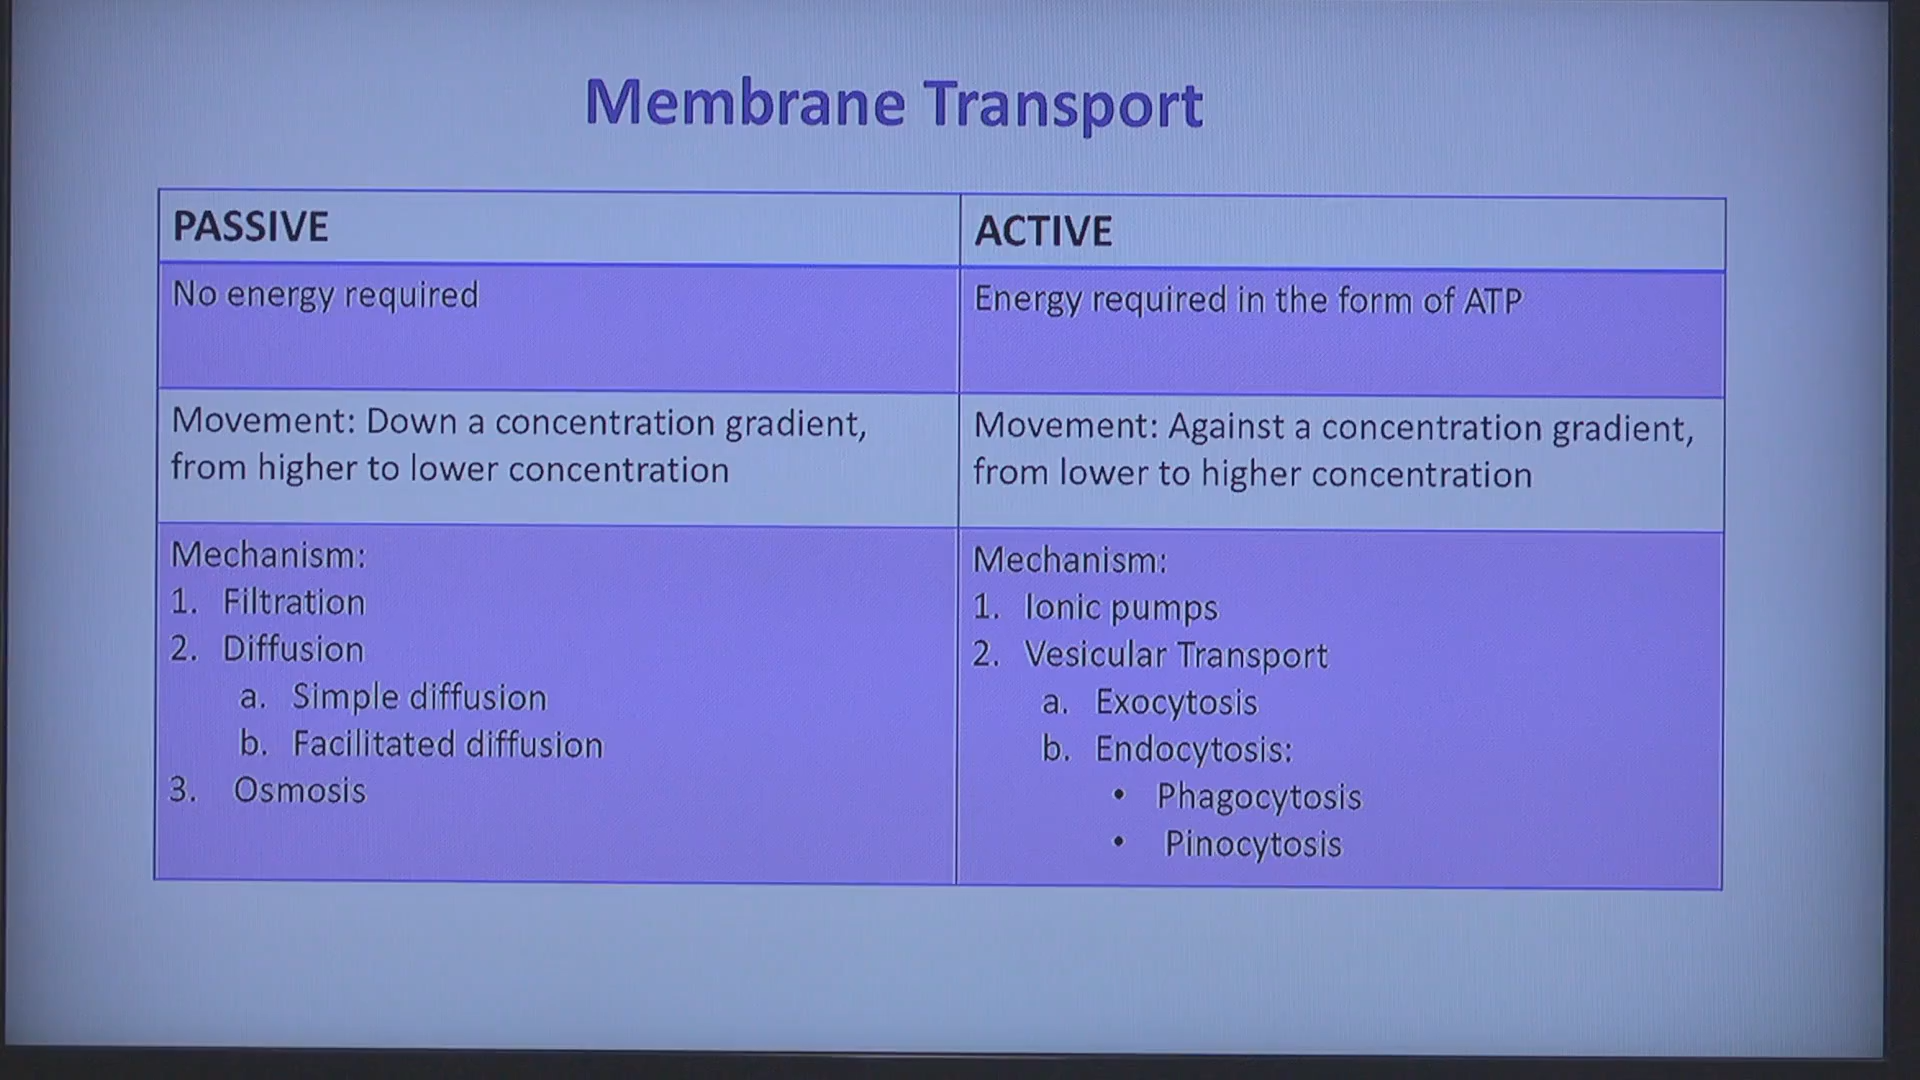 Membrane Transport
PASSIVE
ACTIVE
No energy required
Energy required in the form of ATP
Movement: Down a concentration gradient,
from higher to lower concentration
Movement: Against a concentration gradient,
from lower to higher concentration
Mechanism:
1. Filtration
2. Diffusion
a. Simple diffusion
b. Facilitated diffusion
3. Osmosis
Mechanism:
1. Ionic pumps
2. Vesicular Transport
a. Exocytosis
b. Endocytosis:
• Phagocytosis
• Pinocytosis